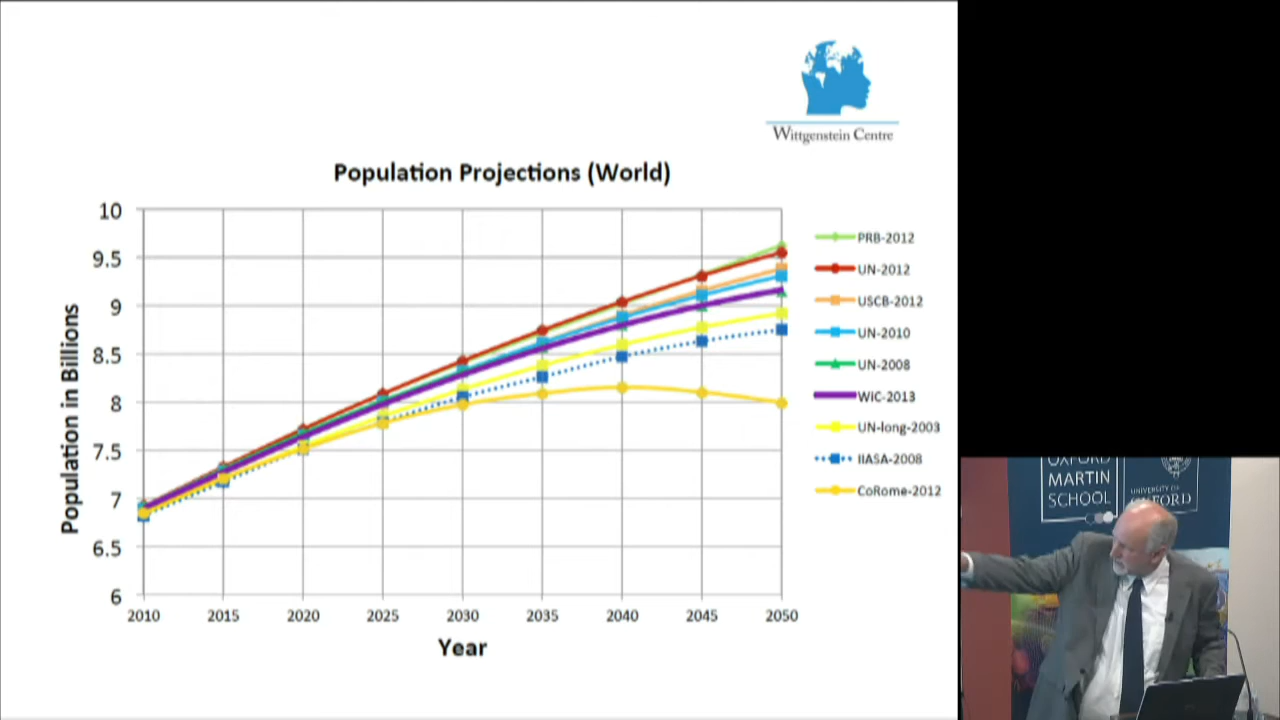 Wittgenstein Centre
Population Projections (World)
Population in Billions
10
9.5
9
8.5
8
7.5
7
6.5
6
2010 2015 2020 2025 2030 2035 2040 2045 2050
Year
PRB-2012
UN-2012
USCB-2012
UN-2010
UN-2008
WiC-2013
UN-long-2003
IIASA-2008
CoRome-2012
OXFORD
MARTIN
SCHOOL
UNIVERSITY OF
OXFORD